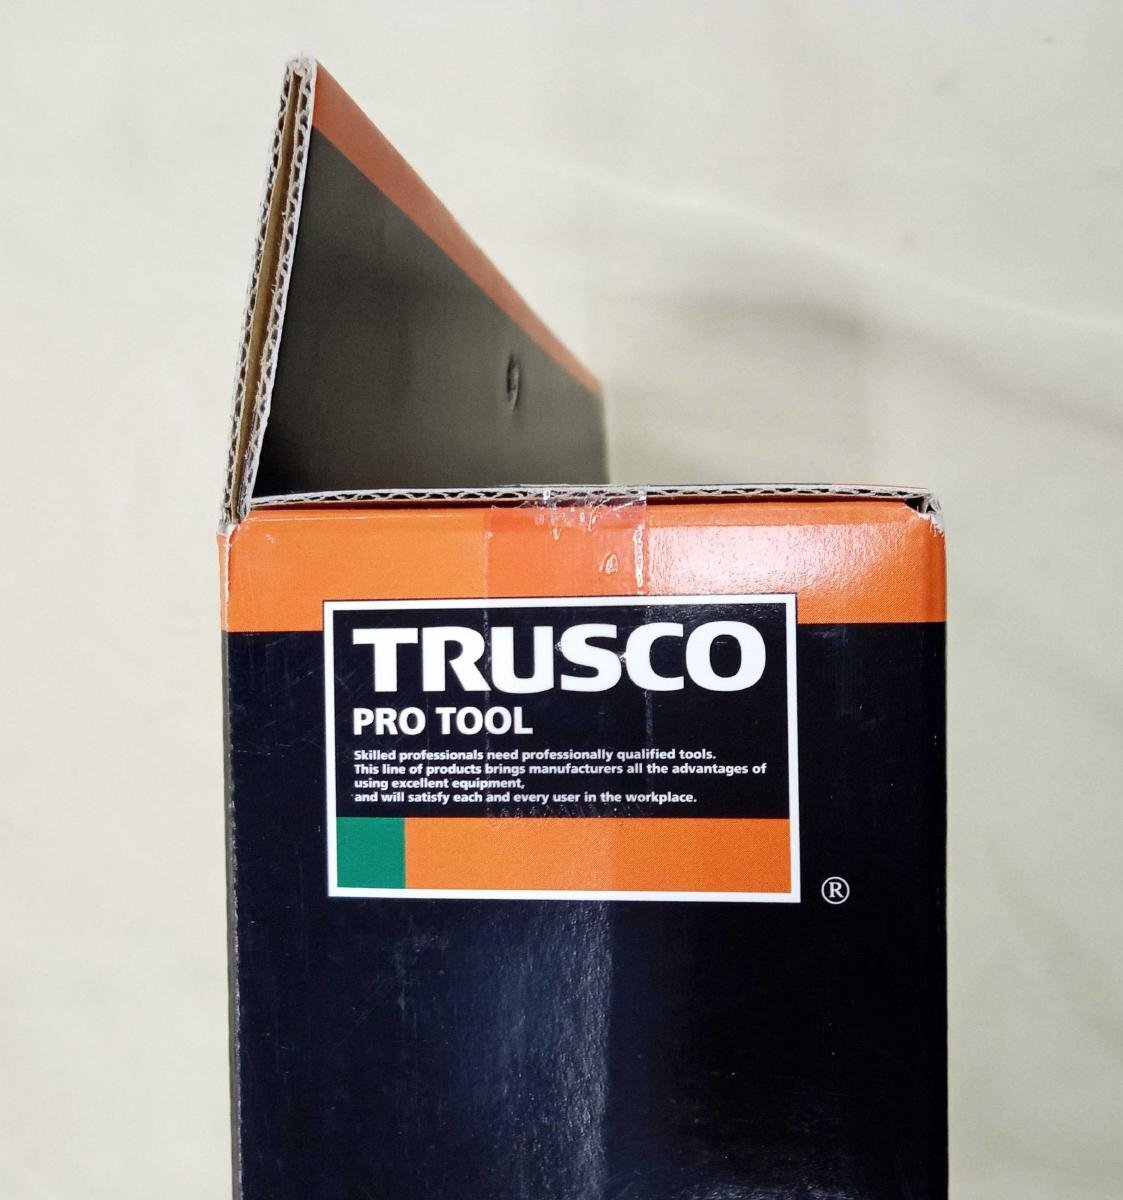 TRUSCO
PRO TOOL
Skilled professionals need professionally qualified tools.
This line of products brings manufacturers all the advantages of
using excellent equipment,
and will satisfy each and every user in the workplace.
®